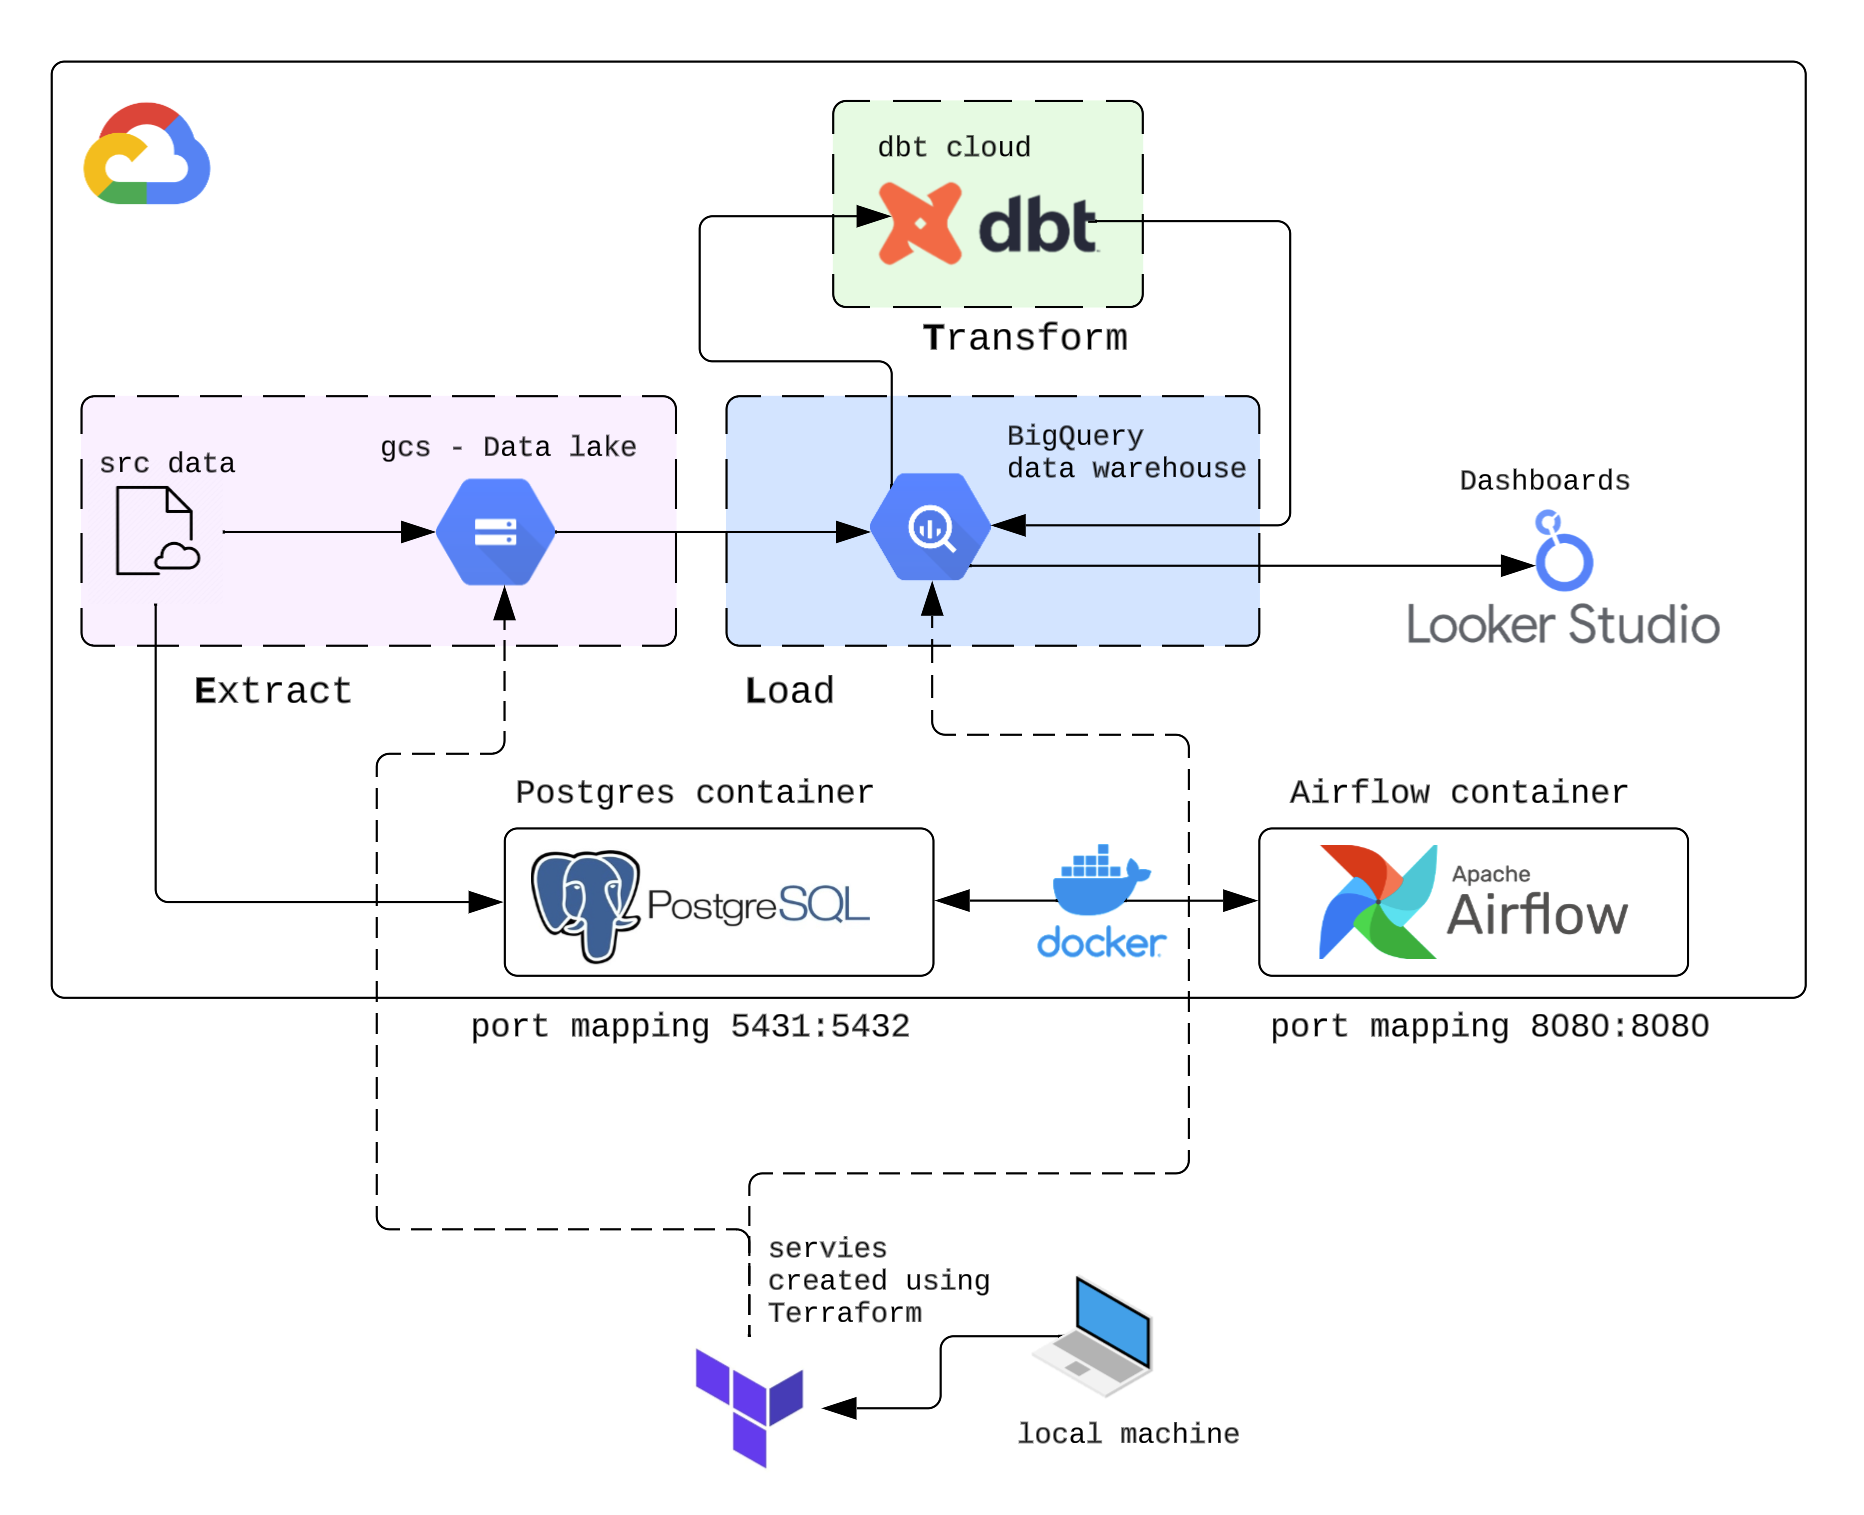 dbt cloud
dbt
Transform
src data
gcs - Data lake
BigQuery
data warehouse
Dashboards
Looker Studio
Extract
Load
Postgres container
Airflow container
PostgreSQL
docker
Apache
Airflow
port mapping 5431:5432
port mapping 8080:8080
servies
created using
Terraform
local machine